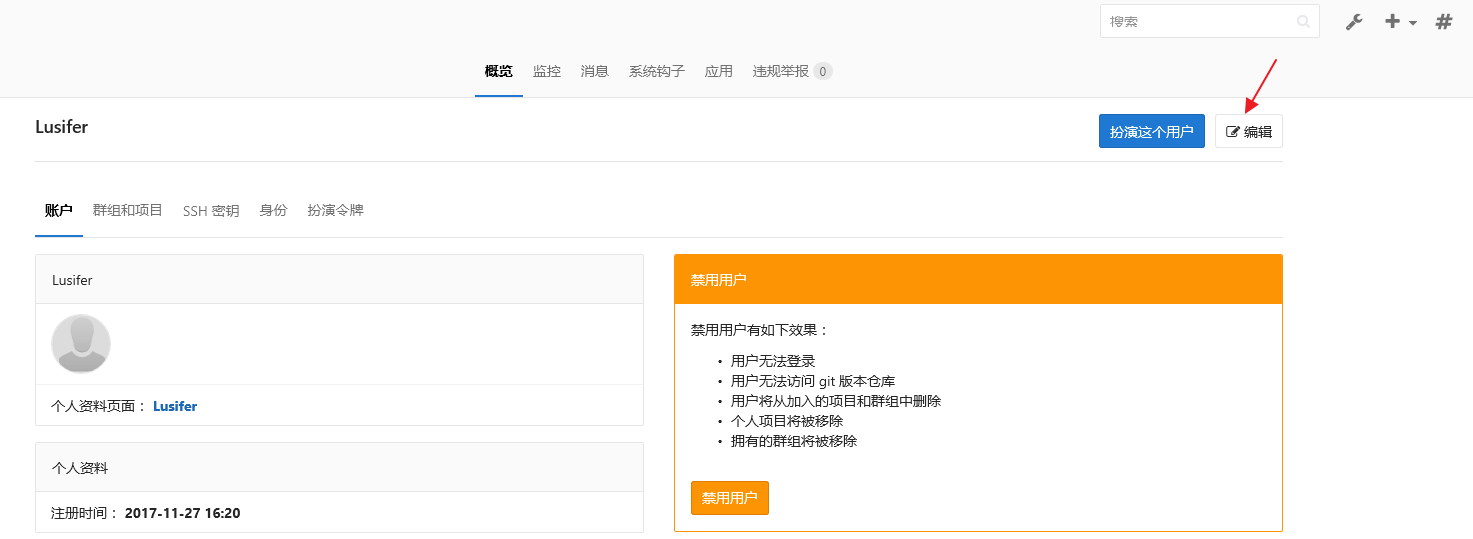 搜索
概览 监控 消息 系统钩子 应用 违规举报 0
Lusifer
扮演这个用户 编辑
账户 群组和项目 SSH 密钥 身份 扮演令牌
Lusifer
个人资料页面： Lusifer
个人资料
注册时间： 2017-11-27 16:20
禁用用户
禁用用户有如下效果：
• 用户无法登录
• 用户无法访问 git 版本仓库
• 用户将从加入的项目和群组中删除
• 个人项目将被移除
• 拥有的群组将被移除
禁用用户